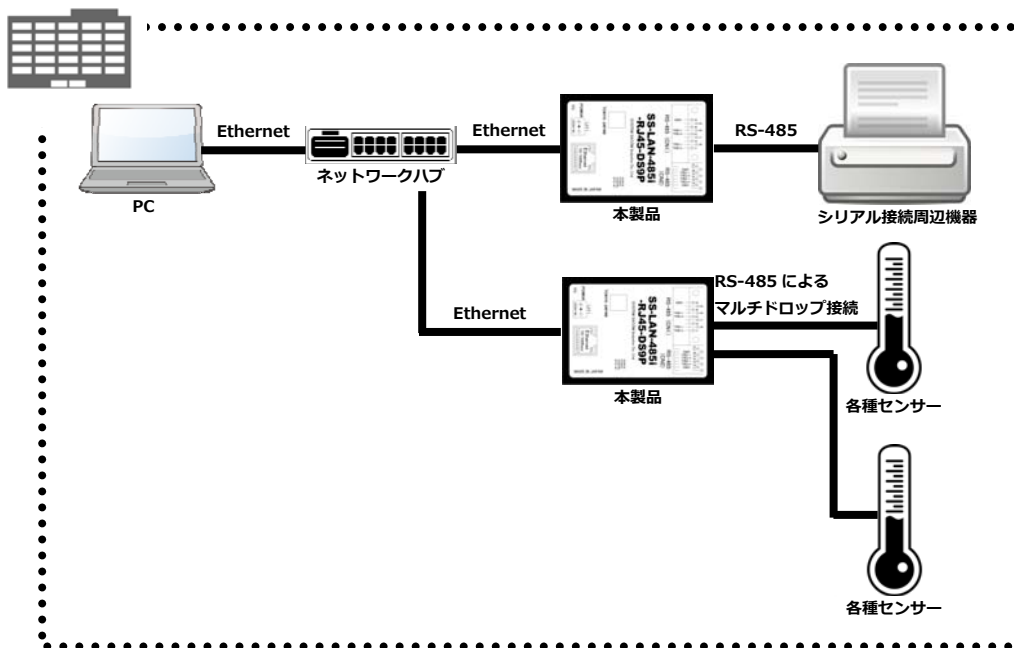 Ethernet
Ethernet
RS-485
PC
ネットワークハブ
SS-LAN-485i
-RJ45-DS9P
本製品
シリアル接続周辺機器
Ethernet
RS-485 による
マルチドロップ接続
SS-LAN-485i
-RJ45-DS9P
本製品
各種センサー
各種センサー